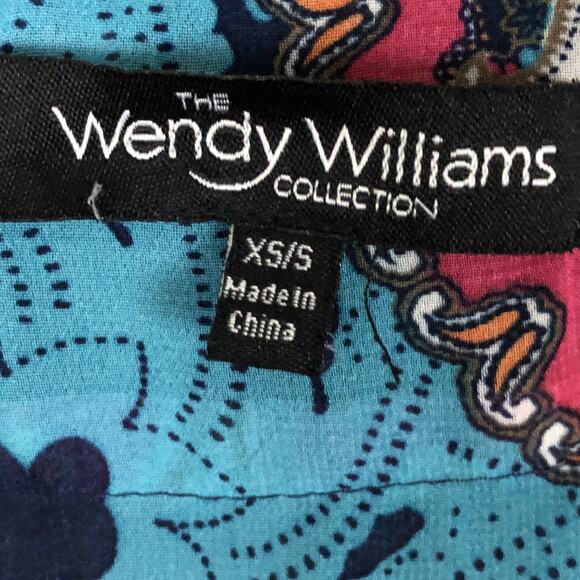 THE
Wendy Williams
COLLECTION
XS/S
Made in
China